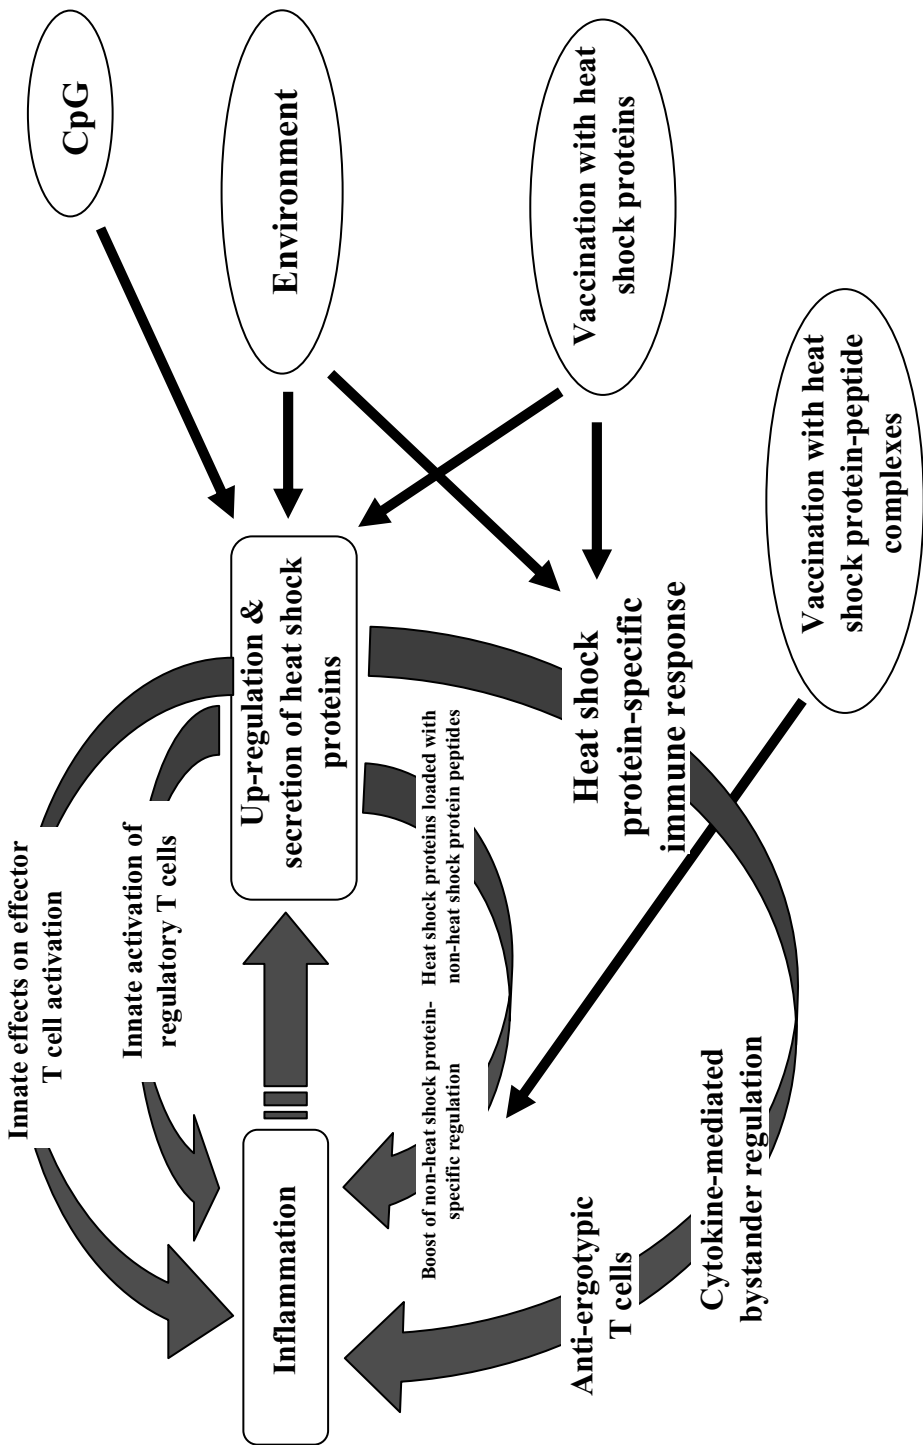 Innate effects on effector
T cell activation
Innate activation of
regulatory T cells
CpG
Inflammation
Up-regulation &
secretion of heat shock
proteins
Environment
Boost of non-heat shock protein-
specific regulation
Heat shock proteins loaded with
non-heat shock protein peptides
Anti-ergotypic
T cells
Heat shock
protein-specific
immune response
Vaccination with heat
shock proteins
Cytokine-mediated
bystander regulation
Vaccination with heat
shock protein-peptide
complexes